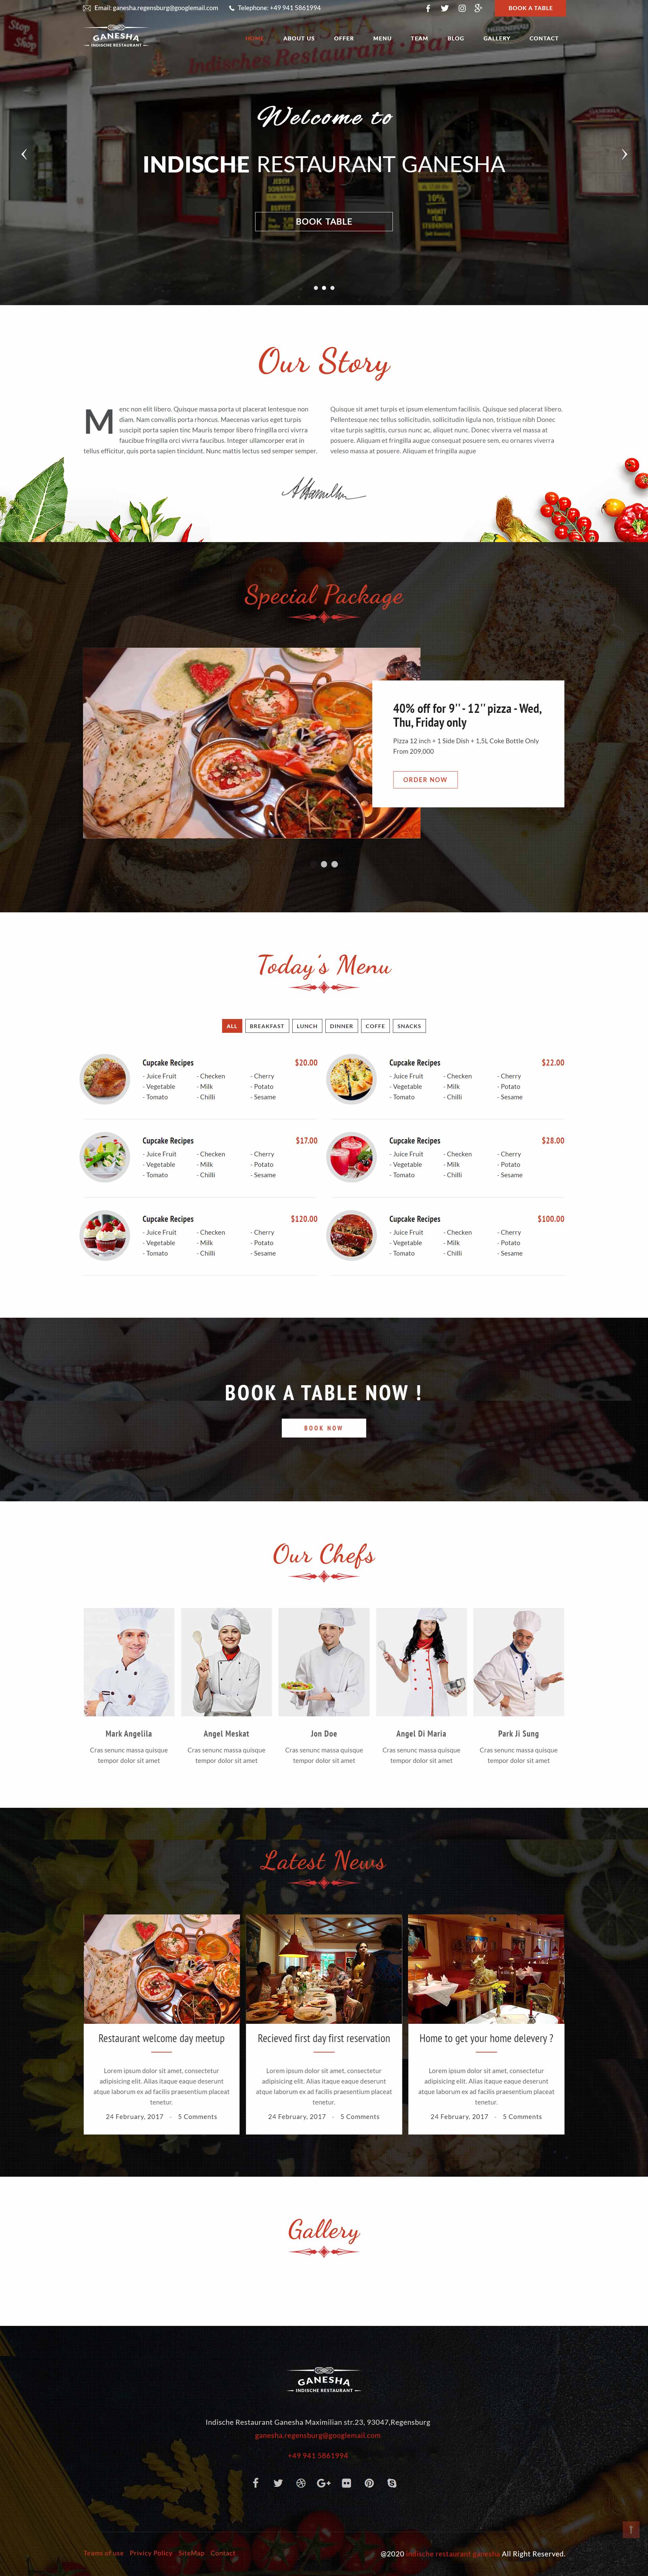 Email: ganesha.regensburg@googlemail.com Telephone: +49 941 5861994
BOOK A TABLE
GANESHA
INDISCHE RESTAURANT
HOME ABOUT US OFFER MENU TEAM BLOG GALLERY CONTACT
Welcome to
INDISCHE RESTAURANT GANESHA
BOOK TABLE
Our Story
Menc non elit libero. Quisque massa porta ut placerat lentesque non
diam. Nam convallis porta rhoncus. Maecenas varius eget turpis
suscipit porta sapien tinc Mauris tempor libero fringilla orci vivrra
faucibue fringilla orci vivrra faucibus. Integer ullamcorper erat in
tellus efficitur, quis porta sapien tincidunt. Nunc mattis lectus sed semper semper.
Quisque sit amet turpis et ipsum elementum facilisis. Quisque sed placerat libero.
Pellentesque nec tellus sollicitudin, sollicitudin ligula non, tristique nibh Donec
vitae turpis sagittis, cursus nunc ac, aliquet nunc. Donec viverra vel massa at
posuere. Aliquam et fringilla augue consequat posuere sem, eu ornares viverra
veleso massa at posuere. Aliquam et fringilla augue
Special Package
40% off for 9'' - 12'' pizza - Wed,
Thu, Friday only
Pizza 12 inch + 1 Side Dish + 1,5L Coke Bottle Only
From 209,000
ORDER NOW
Today's Menu
ALL BREAKFAST LUNCH DINNER COFFE SNACKS
Cupcake Recipes $20.00
- Juice Fruit - Checken - Cherry
- Vegetable - Milk - Potato
- Tomato - Chilli - Sesame
Cupcake Recipes $22.00
- Juice Fruit - Checken - Cherry
- Vegetable - Milk - Potato
- Tomato - Chilli - Sesame
Cupcake Recipes $17.00
- Juice Fruit - Checken - Cherry
- Vegetable - Milk - Potato
- Tomato - Chilli - Sesame
Cupcake Recipes $28.00
- Juice Fruit - Checken - Cherry
- Vegetable - Milk - Potato
- Tomato - Chilli - Sesame
Cupcake Recipes $120.00
- Juice Fruit - Checken - Cherry
- Vegetable - Milk - Potato
- Tomato - Chilli - Sesame
Cupcake Recipes $100.00
- Juice Fruit - Checken - Cherry
- Vegetable - Milk - Potato
- Tomato - Chilli - Sesame
BOOK A TABLE NOW !
BOOK NOW
Our Chefs
Mark Angelila
Cras senunc massa quisque
tempor dolor sit amet
Angel Meskat
Cras senunc massa quisque
tempor dolor sit amet
Jon Doe
Cras senunc massa quisque
tempor dolor sit amet
Angel Di Maria
Cras senunc massa quisque
tempor dolor sit amet
Park Ji Sung
Cras senunc massa quisque
tempor dolor sit amet
Latest News
Restaurant welcome day meetup
Lorem ipsum dolor sit amet, consectetur
adipisicing elit. Alias itaque eaque deserunt
atque laborum ex ad facilis praesentium placeat
tenetur.
24 February, 2017 - 5 Comments
Recieved first day first reservation
Lorem ipsum dolor sit amet, consectetur
adipisicing elit. Alias itaque eaque deserunt
atque laborum ex ad facilis praesentium placeat
tenetur.
24 February, 2017 - 5 Comments
Home to get your home delevery ?
Lorem ipsum dolor sit amet, consectetur
adipisicing elit. Alias itaque eaque deserunt
atque laborum ex ad facilis praesentium placeat
tenetur.
24 February, 2017 - 5 Comments
Gallery
GANESHA
INDISCHE RESTAURANT
Indische Restaurant Ganesha Maximilian str.23, 93047,Regensburg
ganesha.regensburg@googlemail.com
+49 941 5861994
Teams of use Privicy Policy SiteMap Contact
@2020 indische restaurant ganesha All Right Reserved.